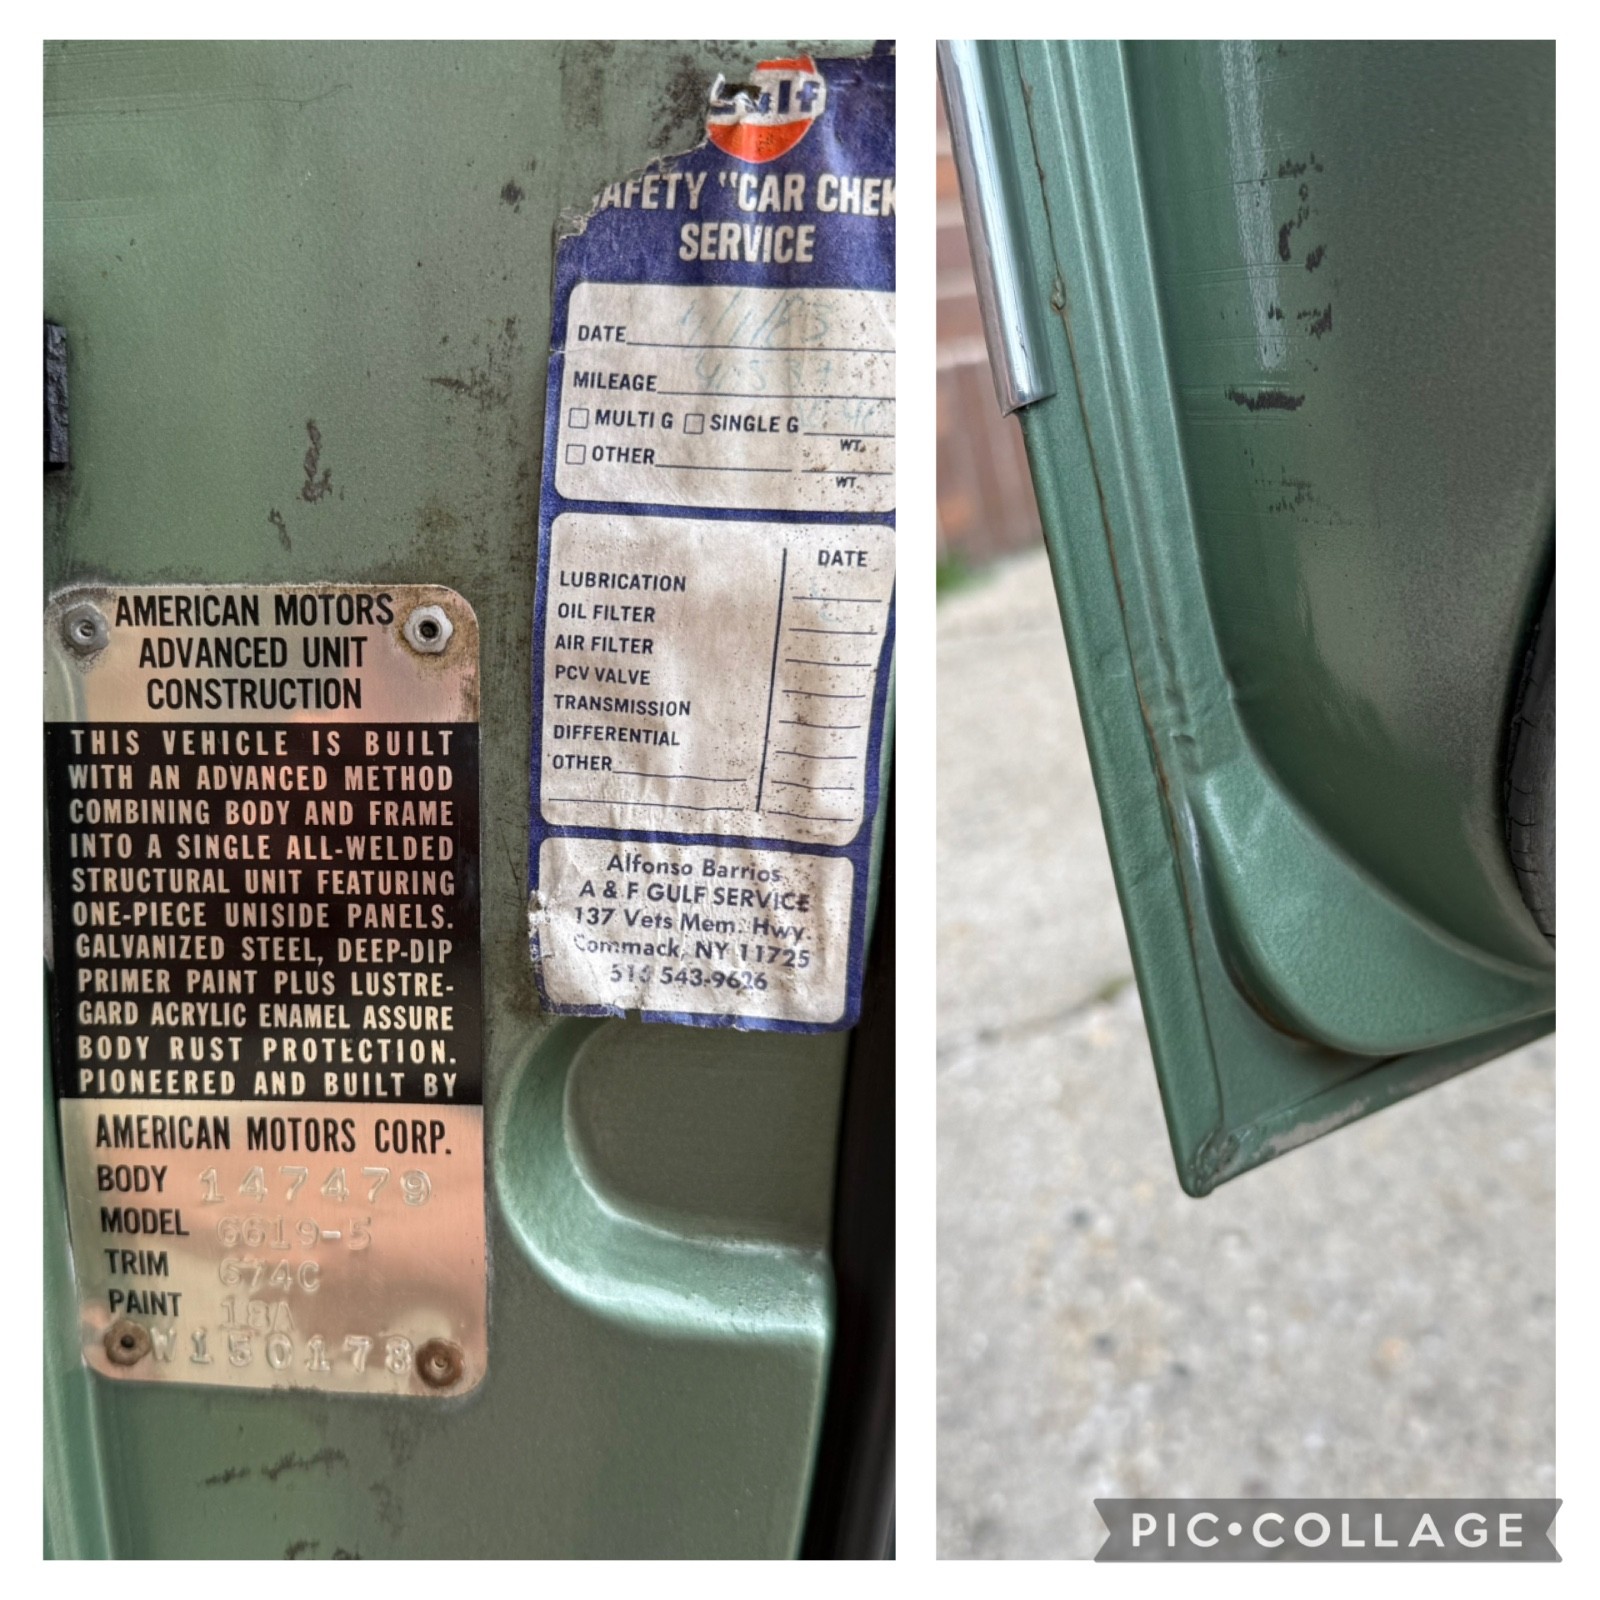 AMERICAN MOTORS
ADVANCED UNIT
CONSTRUCTION
THIS VEHICLE IS BUILT
WITH AN ADVANCED METHOD
COMBINING BODY AND FRAME
INTO A SINGLE ALL-WELDED
STRUCTURAL UNIT FEATURING
ONE-PIECE UNISIDE PANELS.
GALVANIZED STEEL, DEEP-DIP
PRIMER PAINT PLUS LUSTRE-
GARD ACRYLIC ENAMEL ASSURE
BODY RUST PROTECTION.
PIONEERED AND BUILT BY
AMERICAN MOTORS CORP.
BODY 147479
MODEL 6619-5
TRIM 674C
PAINT 18A
W150178
Gulf
SAFETY "CAR CHEK
SERVICE
DATE
MILEAGE
MULTI G SINGLE G
WT.
OTHER
WT.
DATE
LUBRICATION
OIL FILTER
AIR FILTER
PCV VALVE
TRANSMISSION
DIFFERENTIAL
OTHER
Alfonso Barrios
A & F GULF SERVICE
137 Vets Mem. Hwy.
Commack, NY 11725
516 543-9626
PIC•COLLAGE